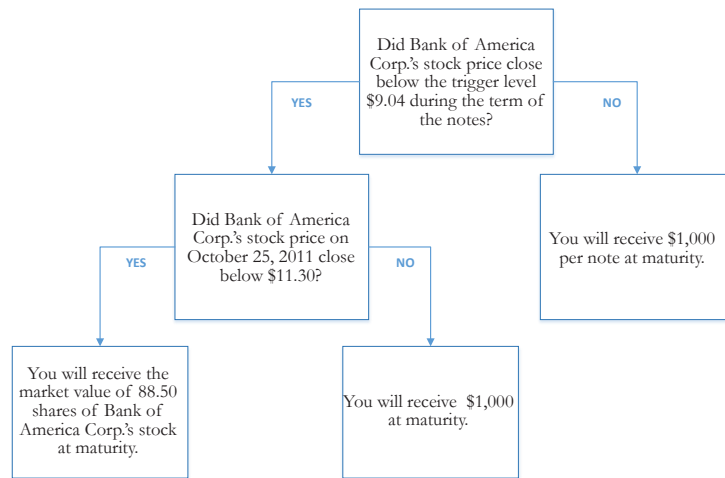 Did Bank of America
Corp.'s stock price close
below the trigger level
$9.04 during the term of
the notes?
YES
NO
Did Bank of America
Corp.'s stock price on
October 25, 2011 close
below $11.30?
You will receive $1,000
per note at maturity.
YES
NO
You will receive the
market value of 88.50
shares of Bank of
America Corp.'s stock
at maturity.
You will receive $1,000
at maturity.